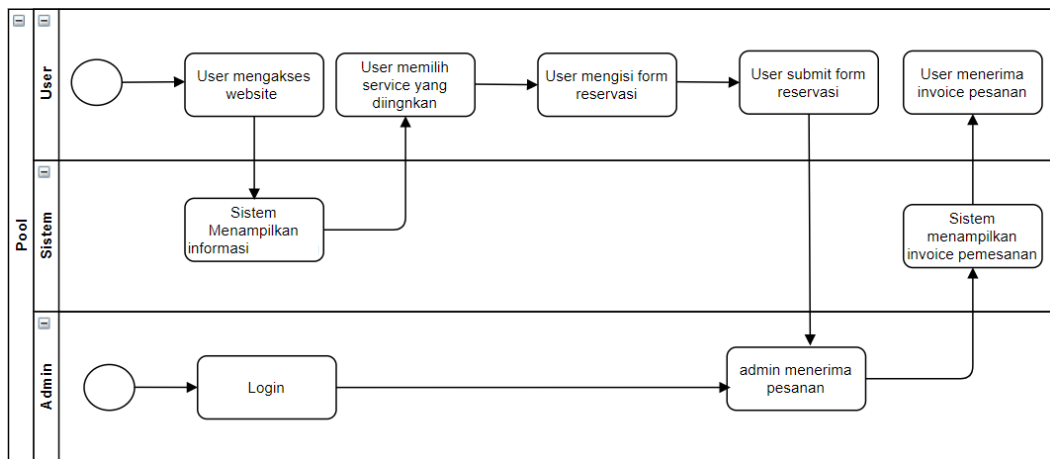 Pool
User
User mengakses
website
User memilih
service yang
diingnkan
User mengisi form
reservasi
User submit form
reservasi
User menerima
invoice pesanan
Sistem
Sistem
Menampilkan
informasi
Sistem
menampilkan
invoice pemesanan
Admin
Login
admin menerima
pesanan